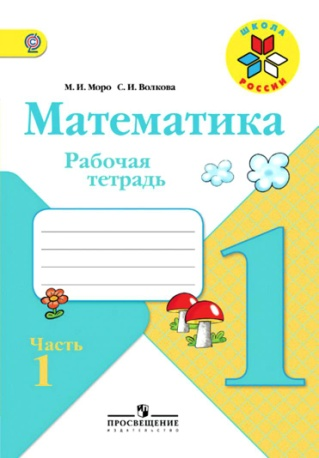 ШКОЛА
РОССИИ
М. И. Моро С. И. Волкова
Математика
Рабочая
тетрадь
1
Часть
1
ПРОСВЕЩЕНИЕ
ИЗДАТЕЛЬСТВО